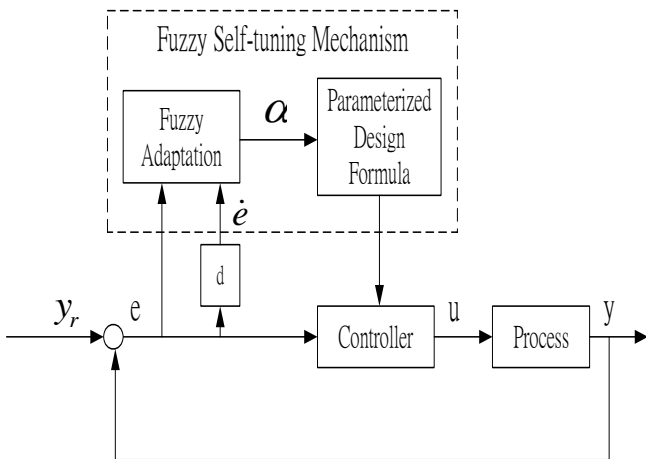 Fuzzy Self-tuning Mechanism
Fuzzy
Adaptation
α
Parameterized
Design
Formula
ė
d
y_r
e
Controller
u
Process
y